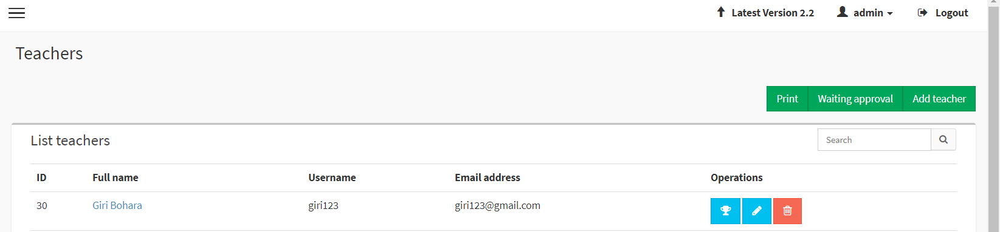 Latest Version 2.2 admin Logout
Teachers
Print Waiting approval Add teacher
List teachers Search
ID Full name Username Email address Operations
30 Giri Bohara giri123 giri123@gmail.com